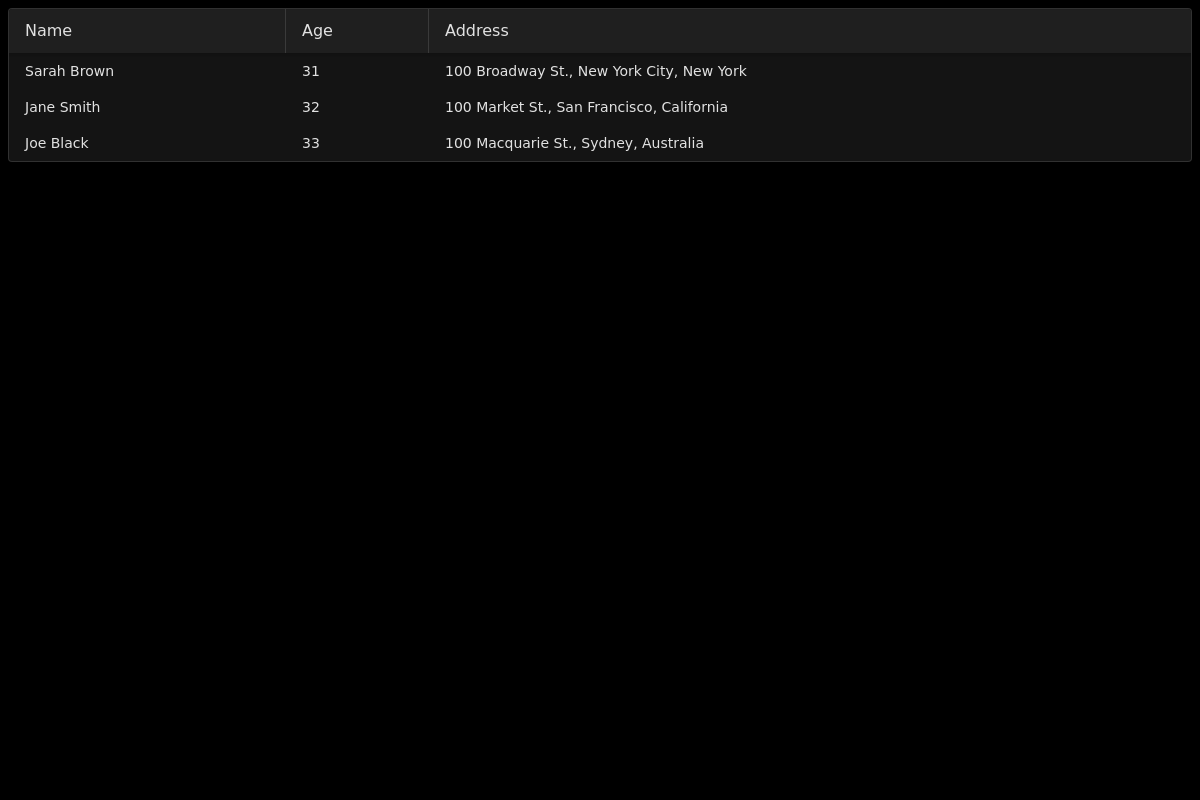 Name Age Address
Sarah Brown 31 100 Broadway St., New York City, New York
Jane Smith 32 100 Market St., San Francisco, California
Joe Black 33 100 Macquarie St., Sydney, Australia